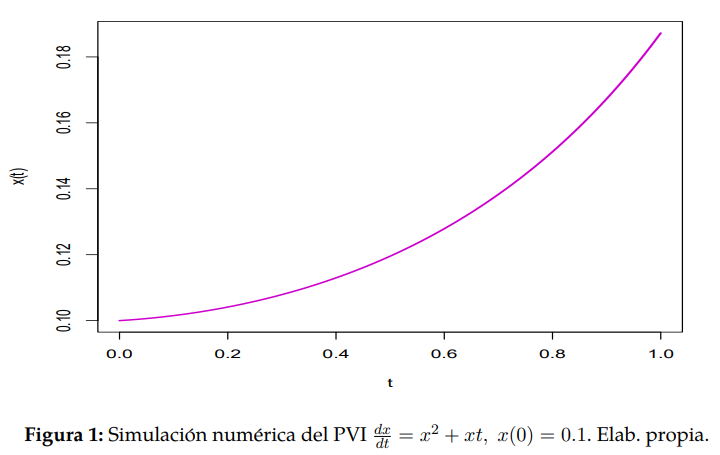 0.18
0.16
0.14
0.12
0.10
x(t)
0.0 0.2 0.4 0.6 0.8 1.0
t
Figura 1: Simulación numérica del PVI dx/dt = x² + xt, x(0) = 0.1. Elab. propia.